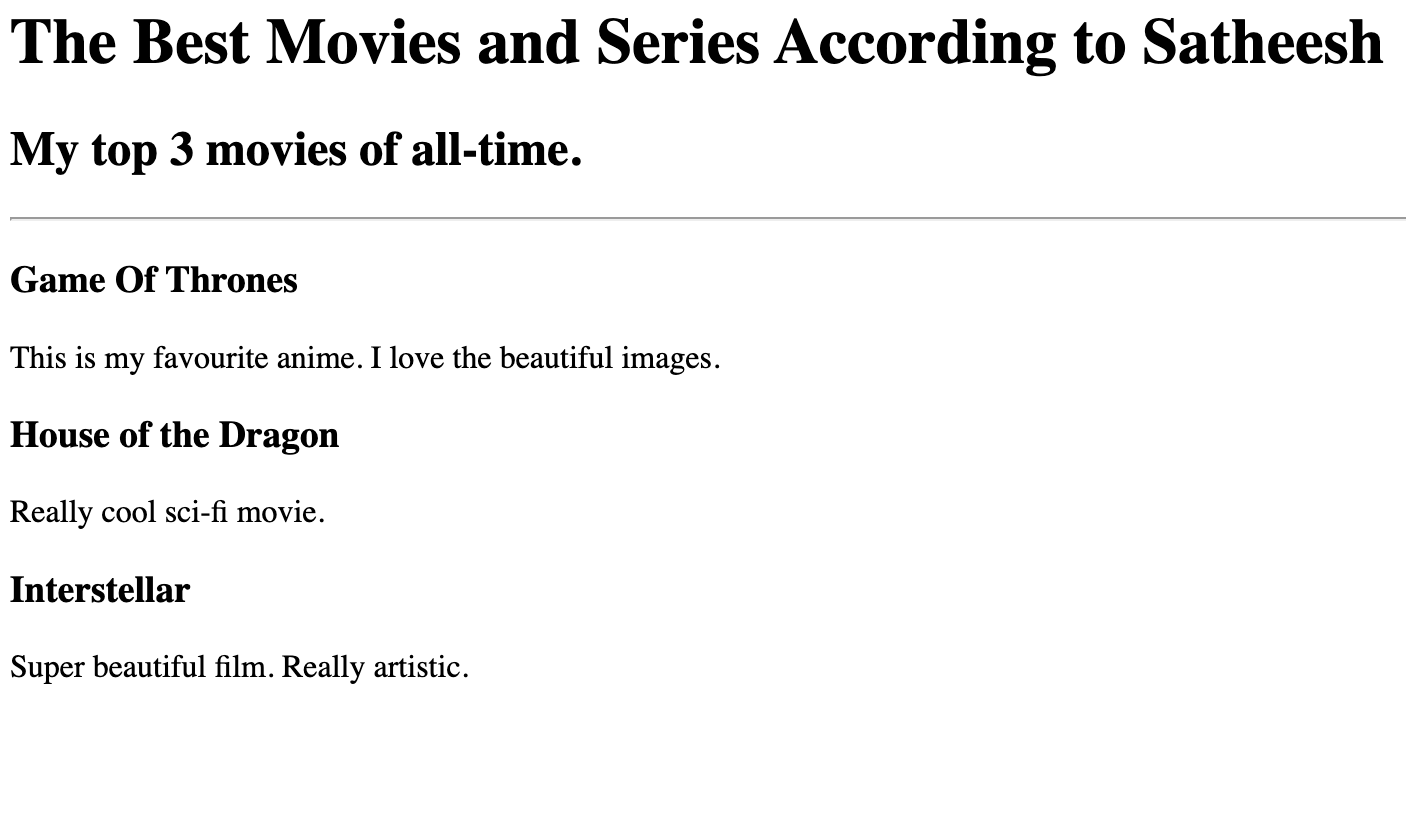 The Best Movies and Series According to Satheesh
My top 3 movies of all-time.
Game Of Thrones
This is my favourite anime. I love the beautiful images.
House of the Dragon
Really cool sci-fi movie.
Interstellar
Super beautiful film. Really artistic.